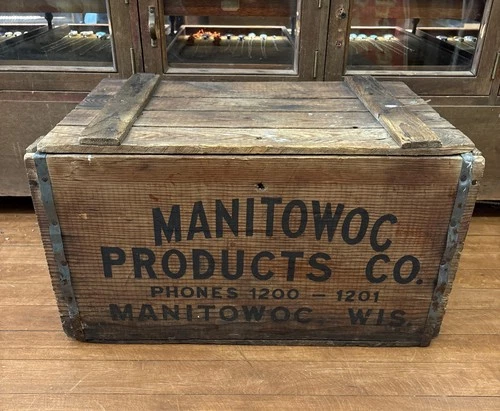 MANITOWOC
PRODUCTS CO.
PHONES 1200 — 1201
MANITOWOC, WIS.